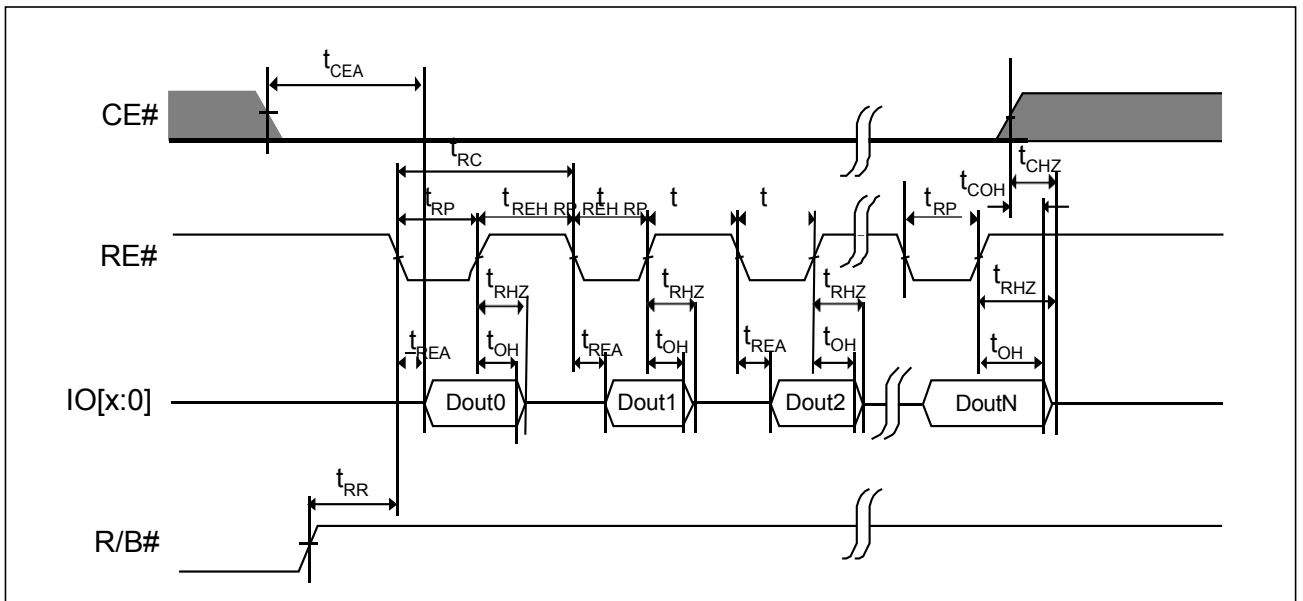 tCEA
CE#
tRC
tCHZ
tCOH
tRP tREH RP REH RP t t tRP
RE#
tRHZ tRHZ tRHZ tRHZ
tREA tOH tREA tOH tREA tOH tOH
IO[x:0] Dout0 Dout1 Dout2 DoutN
tRR
R/B#